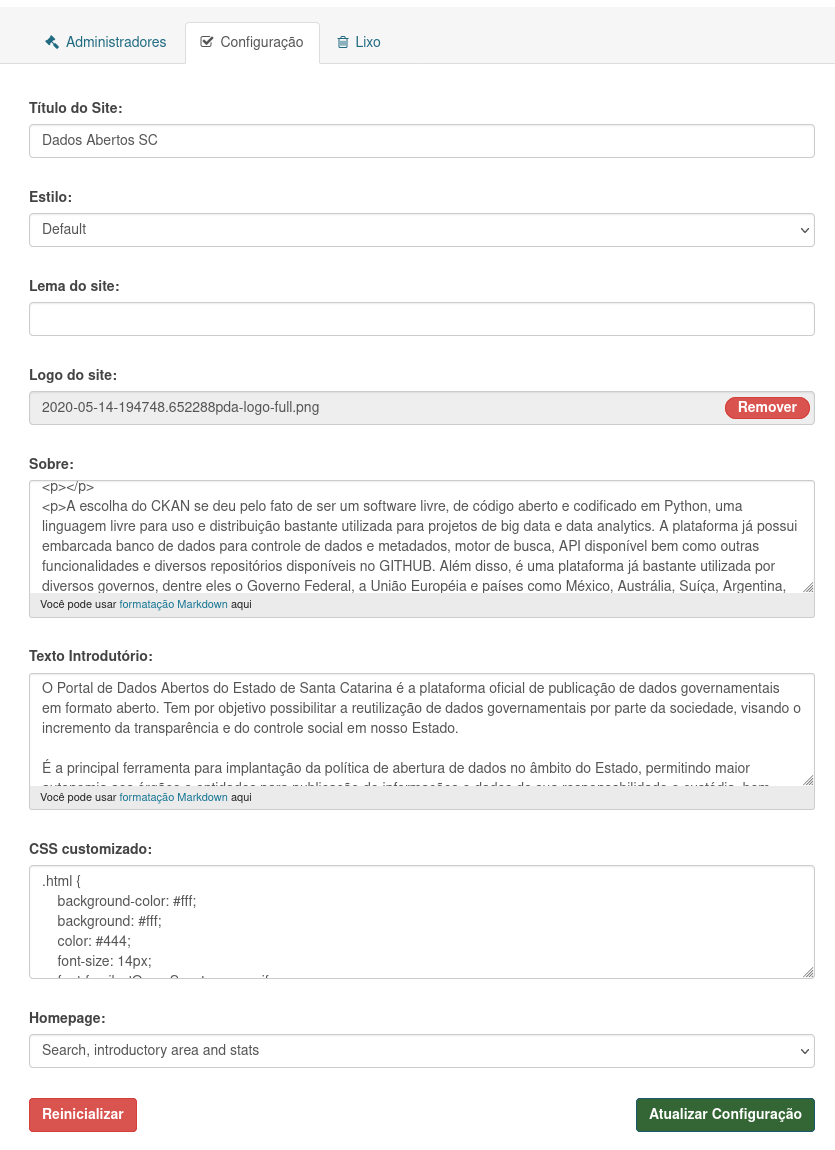 Administradores
Configuração
Lixo
Título do Site:
Dados Abertos SC
Estilo:
Default
Lema do site:
Logo do site:
2020-05-14-194748.652288pda-logo-full.png
Remover
Sobre:
<p></p>
<p>A escolha do CKAN se deu pelo fato de ser um software livre, de código aberto e codificado em Python, uma
linguagem livre para uso e distribuição bastante utilizada para projetos de big data e data analytics. A plataforma já possui
embarcada banco de dados para controle de dados e metadados, motor de busca, API disponível bem como outras
funcionalidades e diversos repositórios disponíveis no GITHUB. Além disso, é uma plataforma já bastante utilizada por
diversos governos, dentre eles o Governo Federal, a União Européia e países como México, Austrália, Suíça, Argentina,
Você pode usar formatação Markdown aqui
Texto Introdutório:
O Portal de Dados Abertos do Estado de Santa Catarina é a plataforma oficial de publicação de dados governamentais
em formato aberto. Tem por objetivo possibilitar a reutilização de dados governamentais por parte da sociedade, visando o
incremento da transparência e do controle social em nosso Estado.
É a principal ferramenta para implantação da política de abertura de dados no âmbito do Estado, permitindo maior
Você pode usar formatação Markdown aqui
CSS customizado:
.html {
background-color: #fff;
background: #fff;
color: #444;
font-size: 14px;
Homepage:
Search, introductory area and stats
Reinicializar
Atualizar Configuração